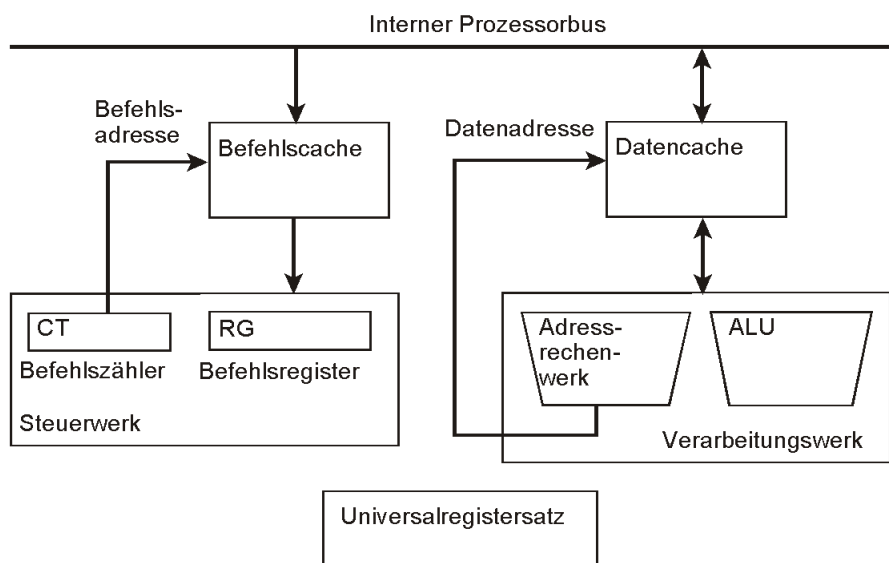 Interner Prozessorbus
Befehls-
adresse
Befehlscache
Datenadresse
Datencache
CT
Befehlszähler
RG
Befehlsregister
Steuerwerk
Adress-
rechen-
werk
ALU
Verarbeitungswerk
Universalregistersatz